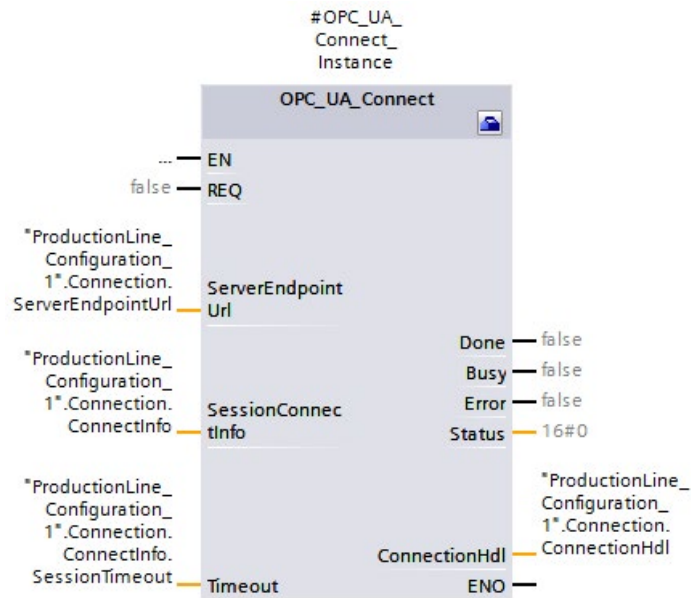 #OPC_UA_
Connect_
Instance
OPC_UA_Connect
... EN
false REQ
"ProductionLine_
Configuration_
1".Connection.
ServerEndpointUrl
ServerEndpoint
Url
"ProductionLine_
Configuration_
1".Connection.
ConnectInfo
SessionConnec
tInfo
"ProductionLine_
Configuration_
1".Connection.
ConnectInfo.
SessionTimeout
Timeout
Done false
Busy false
Error false
Status 16#0
ConnectionHdl
"ProductionLine_
Configuration_
1".Connection.
ConnectionHdl
ENO